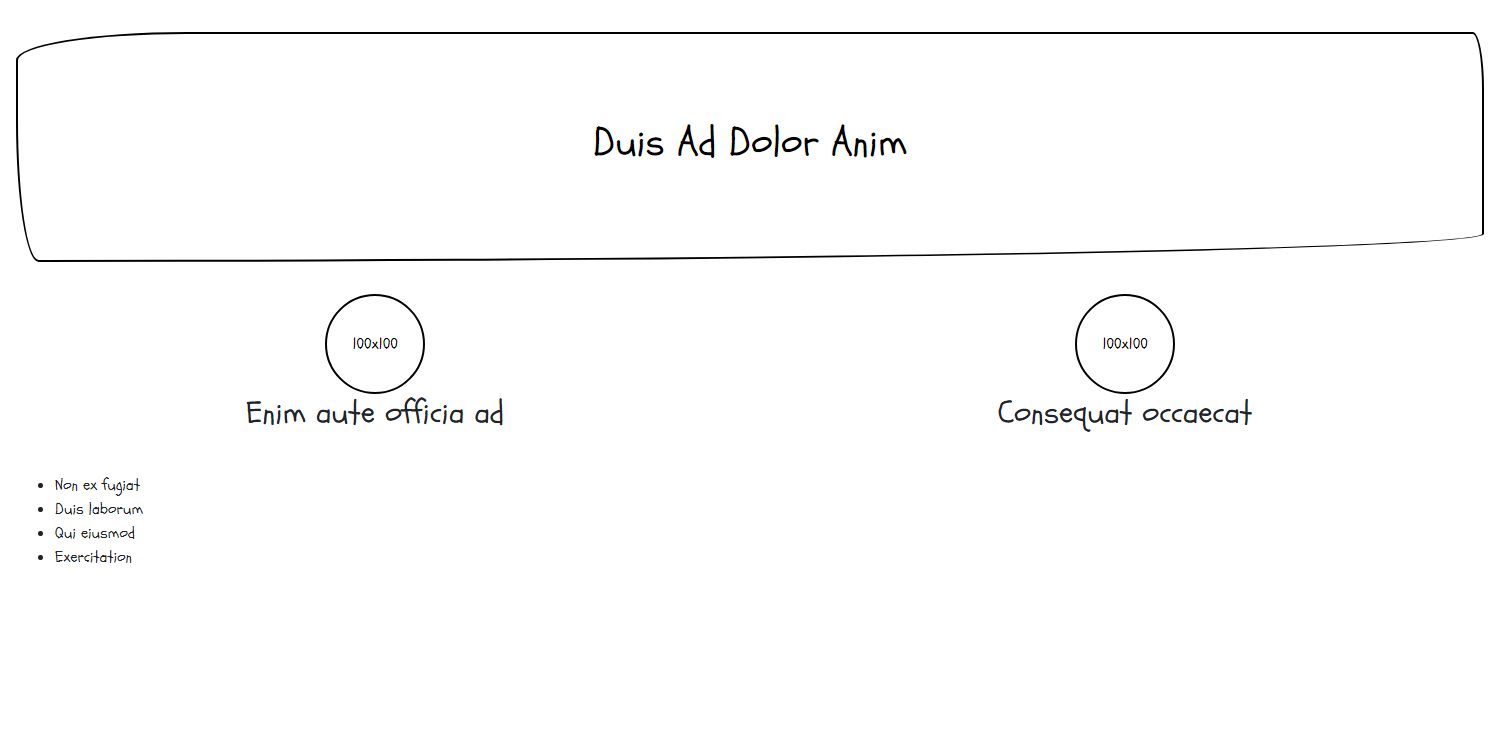 Duis Ad Dolor Anim
100x100
Enim aute officia ad
100x100
Consequat occaecat
Non ex fugiat
Duis laborum
Qui eiusmod
Exercitation